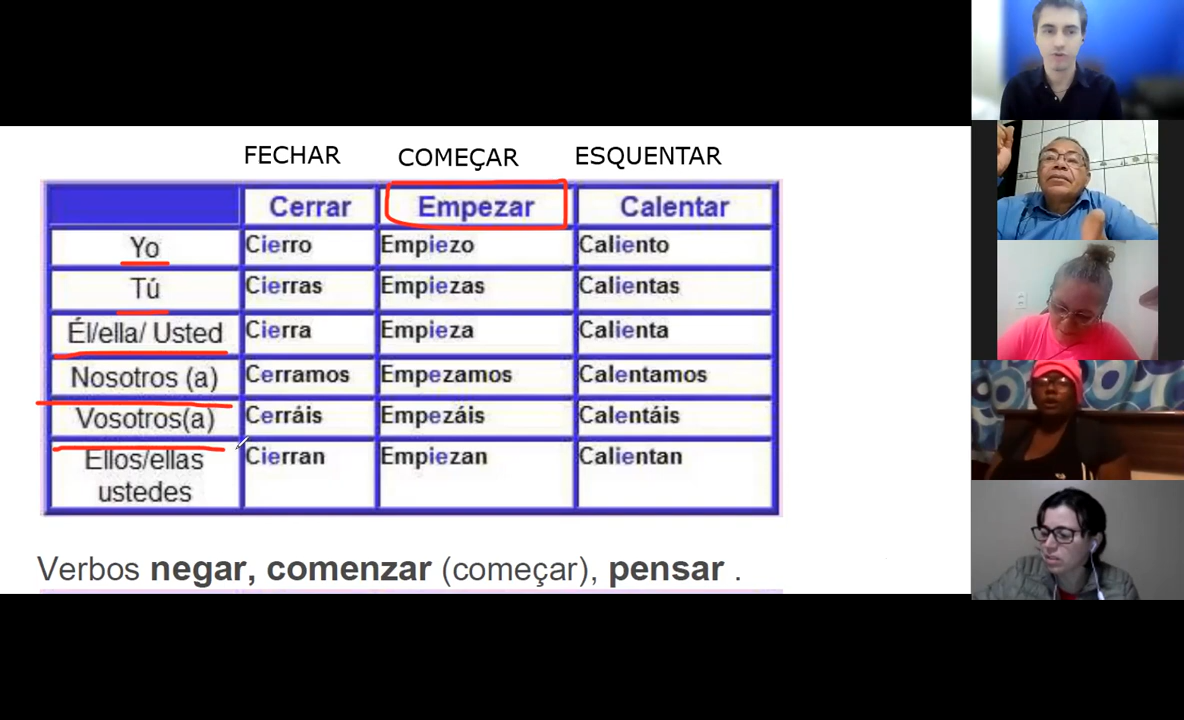 FECHAR COMEÇAR ESQUENTAR
Cerrar Empezar Calentar
Yo Cierro Empiezo Caliento
Tú Cierras Empiezas Calientas
Él/ella/ Usted Cierra Empieza Calienta
Nosotros (a) Cerramos Empezamos Calentamos
Vosotros(a) Cerráis Empezáis Calentáis
Ellos/ellas Cierran Empiezan Calientan
ustedes
Verbos negar, comenzar (começar), pensar .